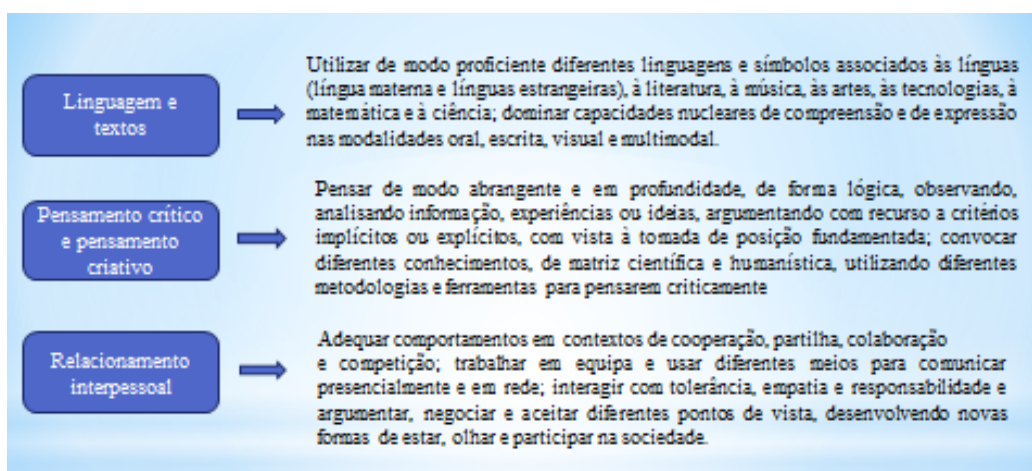 Linguagem e
textos
Utilizar de modo proficiente diferentes linguagens e símbolos associados às línguas
(língua materna e línguas estrangeiras), à literatura, à música, às artes, às tecnologias, à
matemática e à ciência; dominar capacidades nucleares de compreensão e de expressão
nas modalidades oral, escrita, visual e multimodal.
Pensamento crítico
e pensamento
criativo
Pensar de modo abrangente e em profundidade, de forma lógica, observando,
analisando informação, experiências ou ideias, argumentando com recurso a critérios
implícitos ou explícitos, com vista à tomada de posição fundamentada; convocar
diferentes conhecimentos, de matriz científica e humanística, utilizando diferentes
metodologias e ferramentas para pensarem criticamente
Relacionamento
interpessoal
Adequar comportamentos em contextos de cooperação, partilha, colaboração
e competição; trabalhar em equipa e usar diferentes meios para comunicar
presencialmente e em rede; interagir com tolerância, empatia e responsabilidade e
argumentar, negociar e aceitar diferentes pontos de vista, desenvolvendo novas
formas de estar, olhar e participar na sociedade.